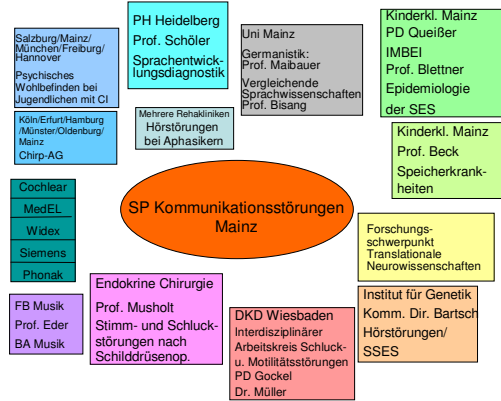 Salzburg/Mainz/
München/Freiburg/
Hannover
Psychisches
Wohlbefinden bei
Jugendlichen mit CI
PH Heidelberg
Prof. Schöler
Sprachentwick
lungsdiagnostik
Uni Mainz
Germanistik:
Prof. Maibauer
Vergleichende
Sprachwissenschaften
Prof. Bisang
Kinderkl. Mainz
PD Queißer
IMBEI
Prof. Blettner
Epidemiologie
der SES
Köln/Erfurt/Hamburg
/Münster/Oldenburg/
Mainz
Chirp-AG
Mehrere Rehakliniken
Hörstörungen
bei Aphasikern
Kinderkl. Mainz
Prof. Beck
Speicherkrank-
heiten
SP Kommunikationsstörungen
Mainz
Cochlear
MedEL
Widex
Siemens
Phonak
Forschungs-
schwerpunkt
Translationale
Neurowissenschaften
FB Musik
Prof. Eder
BA Musik
Endokrine Chirurgie
Prof. Musholt
Stimm- und Schluck-
störungen nach
Schilddrüsenop.
DKD Wiesbaden
Interdisziplinärer
Arbeitskreis Schluck-
u. Motilitätsstörungen
PD Gockel
Dr. Müller
Institut für Genetik
Komm. Dir. Bartsch
Hörstörungen/
SSES